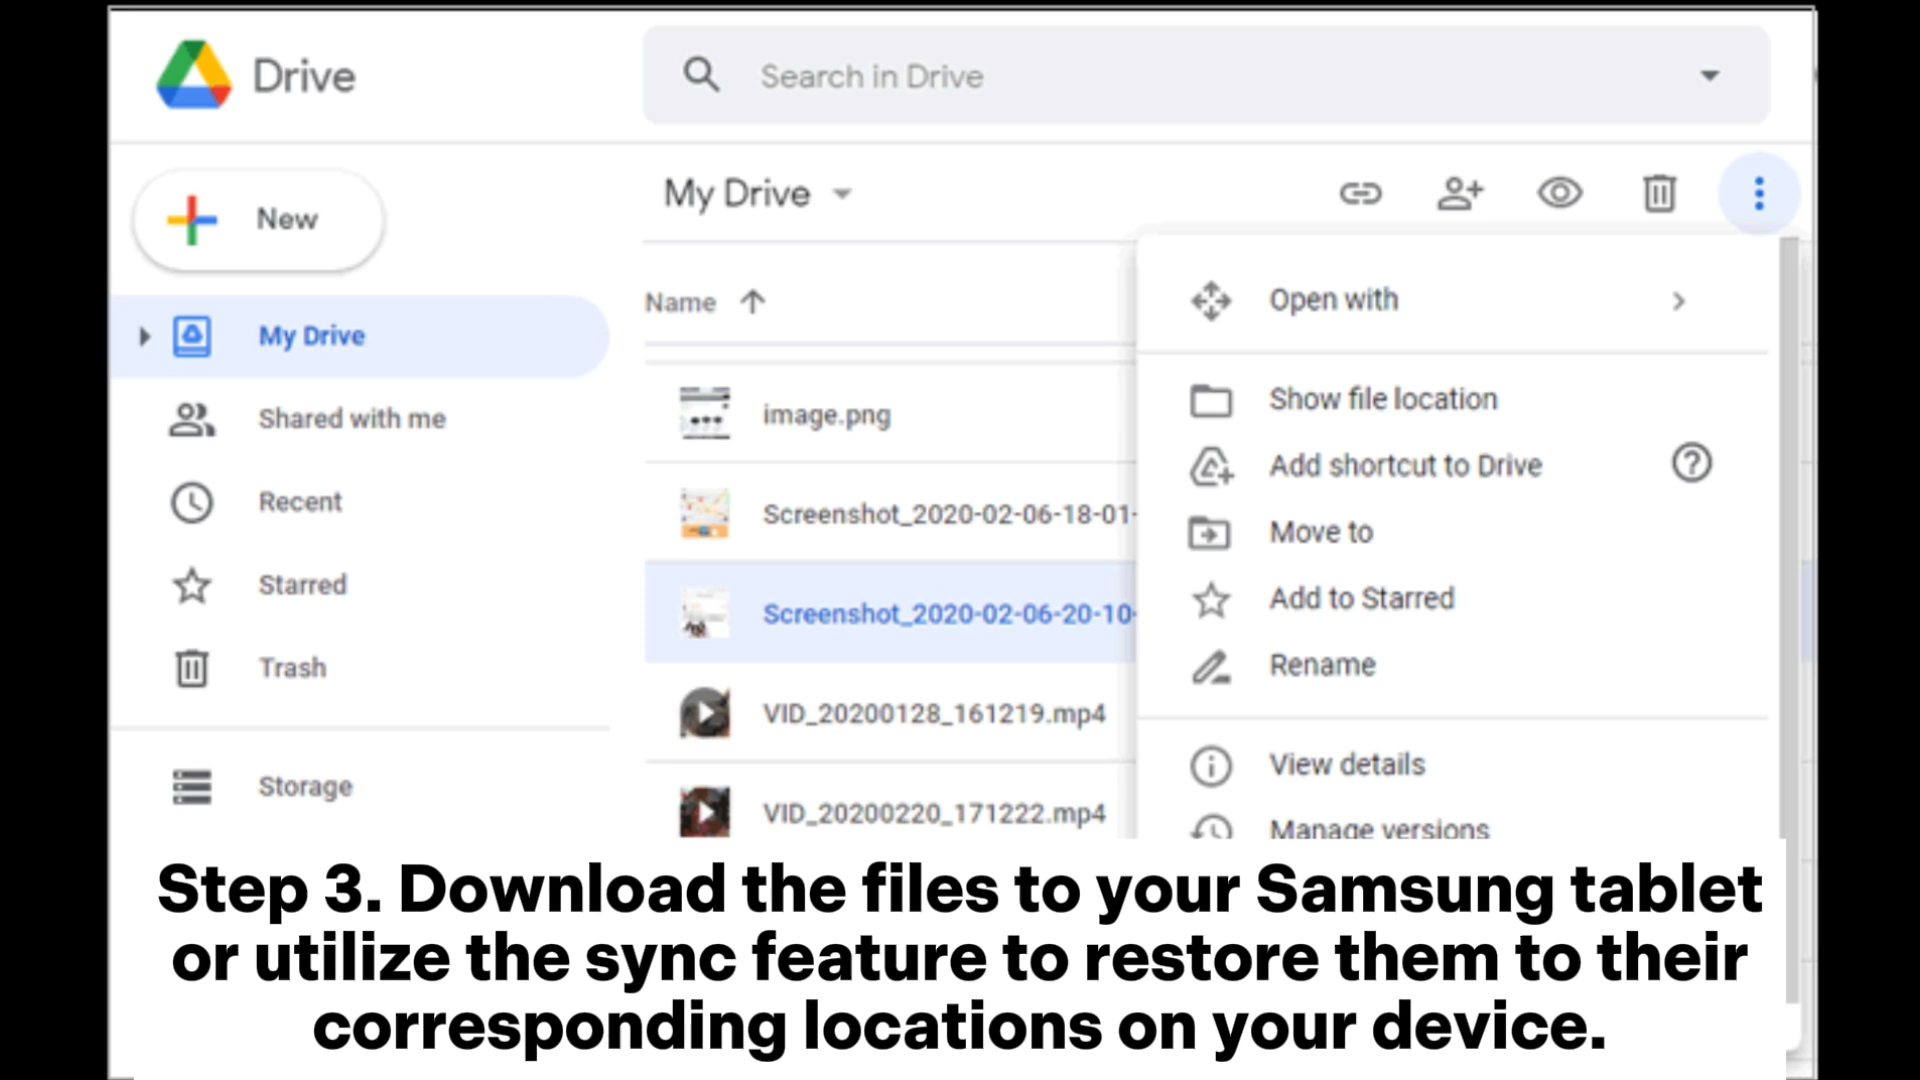 Drive
Search in Drive
New
My Drive
Name
My Drive
Shared with me
Recent
Starred
Trash
Storage
image.png
Screenshot_2020-02-06-18-01-
Screenshot_2020-02-06-20-10-
VID_20200128_161219.mp4
VID_20200220_171222.mp4
Open with
Show file location
Add shortcut to Drive
Move to
Add to Starred
Rename
View details
Manage versions
Step 3. Download the files to your Samsung tablet
or utilize the sync feature to restore them to their
corresponding locations on your device.